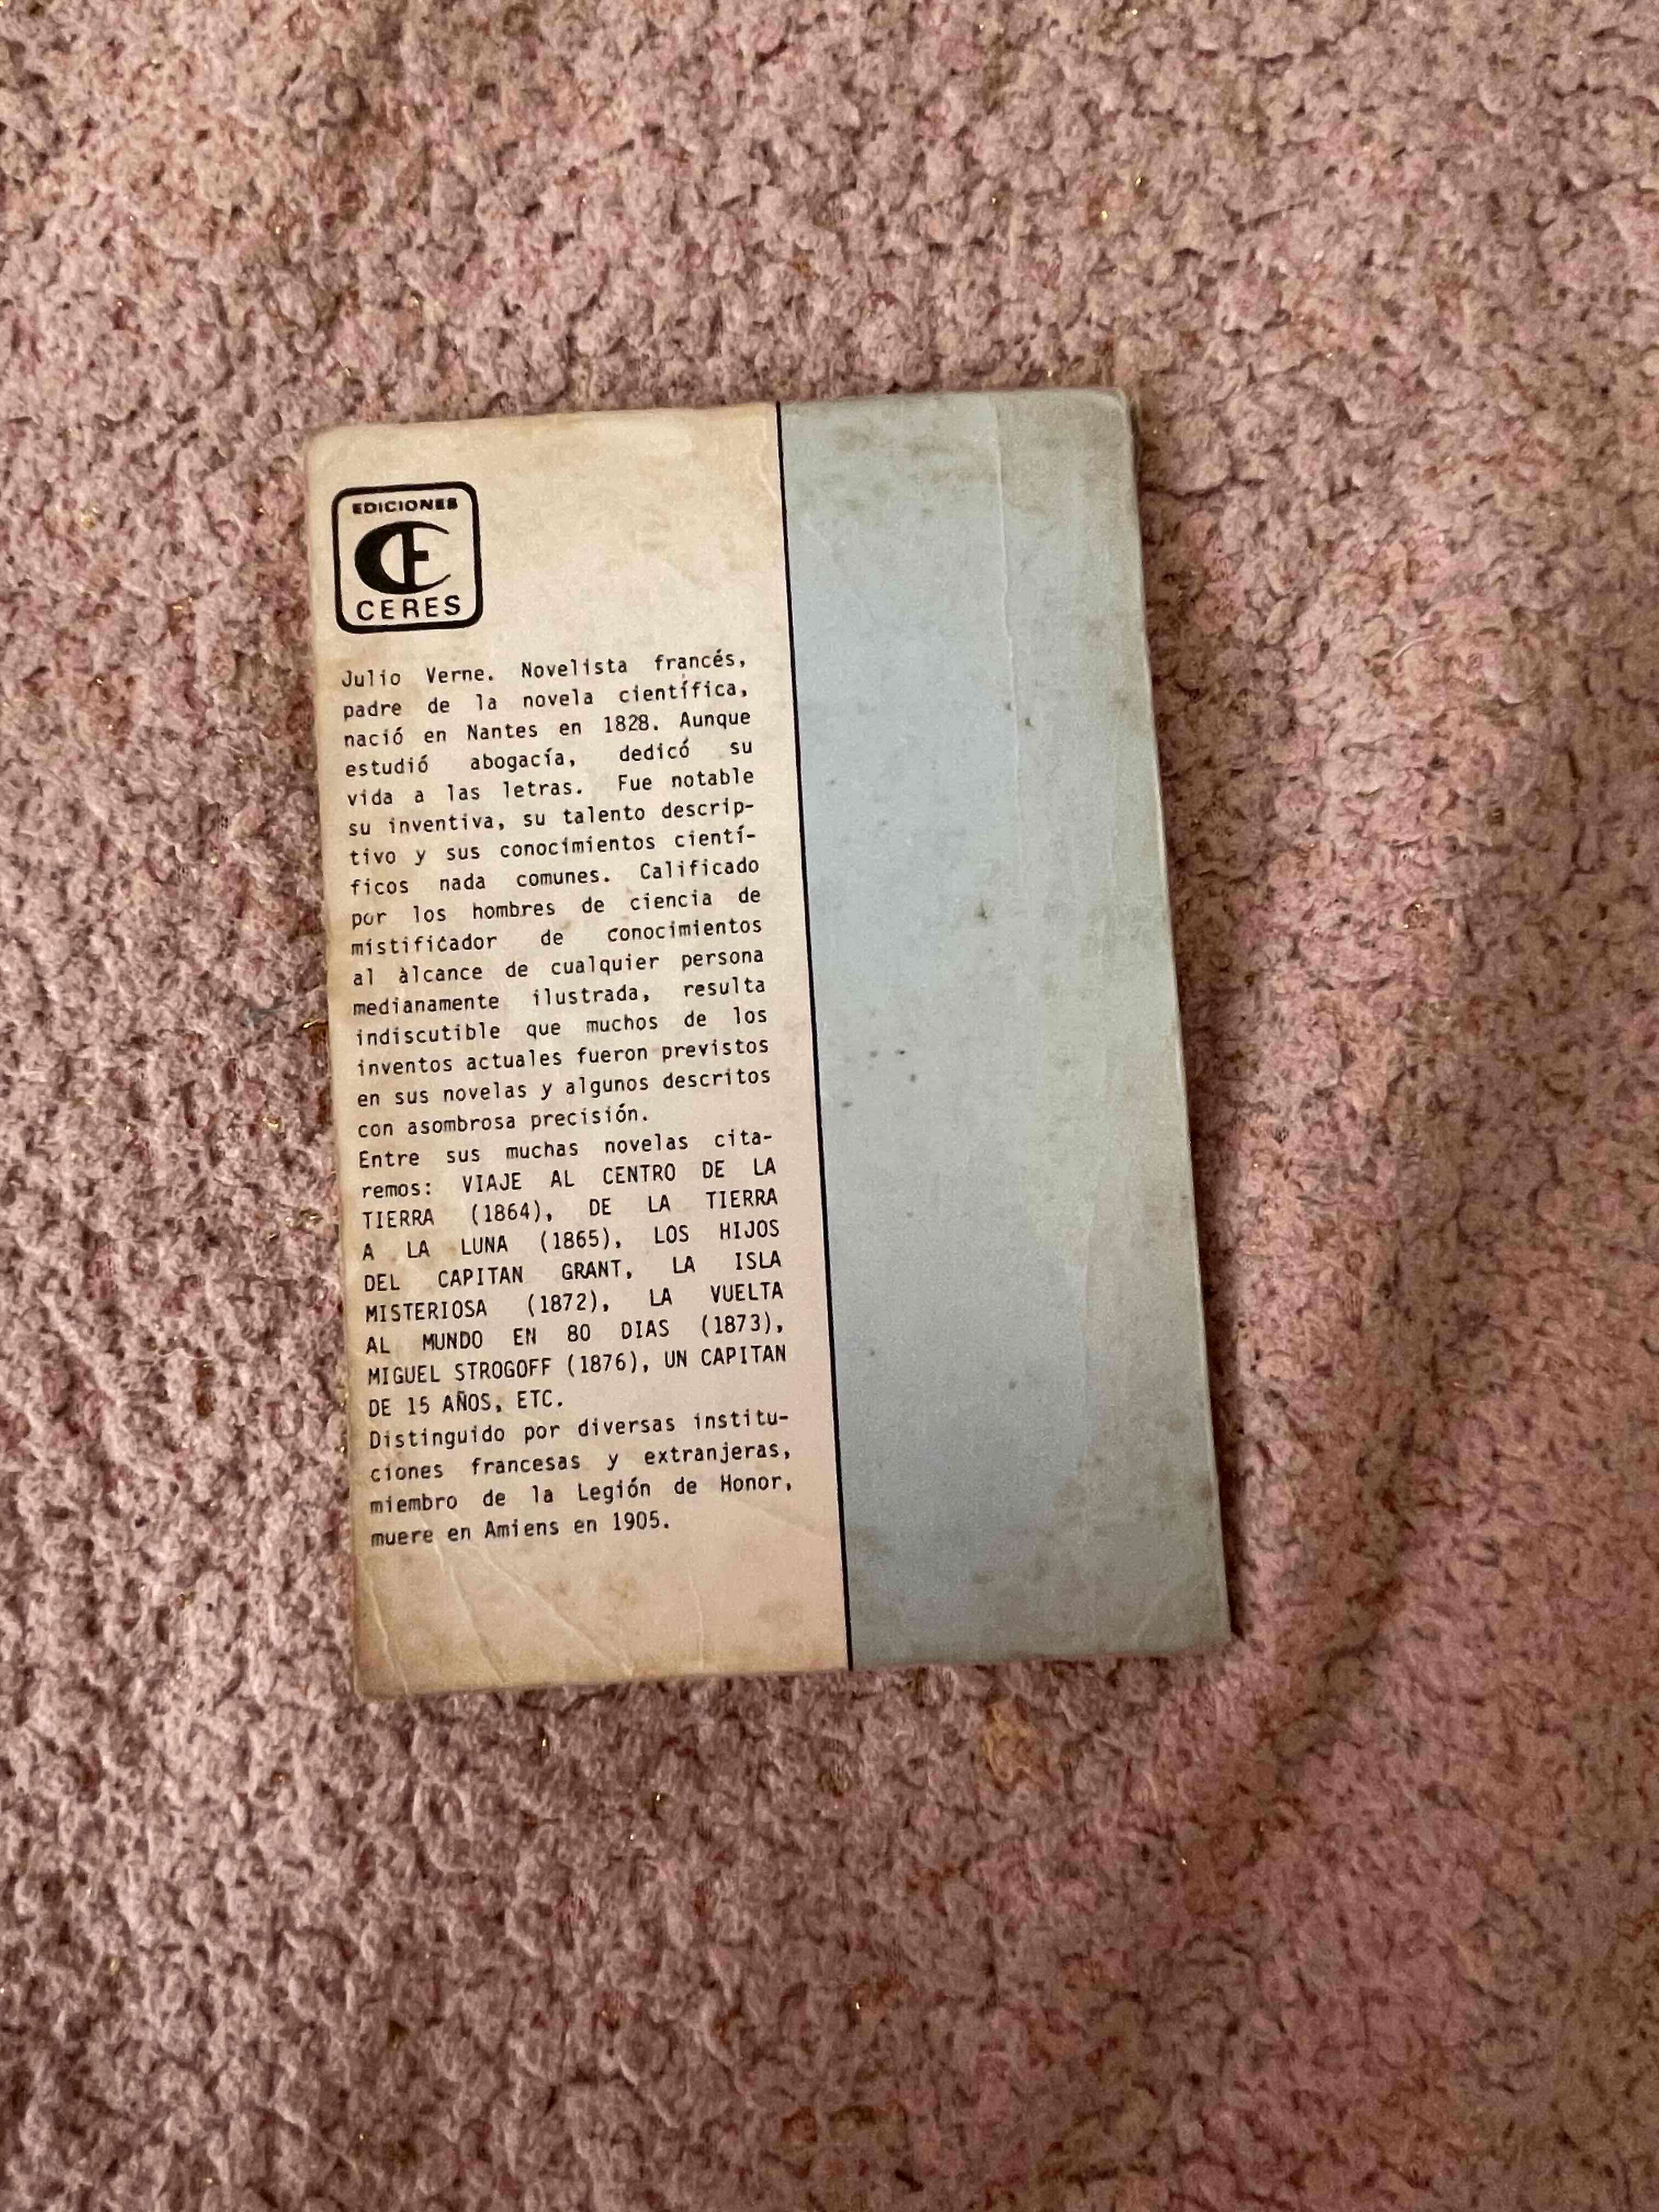 EDICIONES
CE
CERES
Julio Verne. Novelista francés,
padre de la novela científica,
nació en Nantes en 1828. Aunque
estudió abogacía, dedicó su
vida a las letras. Fue notable
su inventiva, su talento descrip-
tivo y sus conocimientos cientí-
ficos nada comunes. Calificado
por los hombres de ciencia de
mistificador de conocimientos
al alcance de cualquier persona
medianamente ilustrada, resulta
indiscutible que muchos de los
inventos actuales fueron previstos
en sus novelas y algunos descritos
con asombrosa precisión.
Entre sus muchas novelas cita-
remos: VIAJE AL CENTRO DE LA
TIERRA (1864), DE LA TIERRA
A LA LUNA (1865), LOS HIJOS
DEL CAPITAN GRANT, LA ISLA
MISTERIOSA (1872), LA VUELTA
AL MUNDO EN 80 DIAS (1873),
MIGUEL STROGOFF (1876), UN CAPITAN
DE 15 AÑOS, ETC.
Distinguido por diversas institu-
ciones francesas y extranjeras,
miembro de la Legión de Honor,
muere en Amiens en 1905.